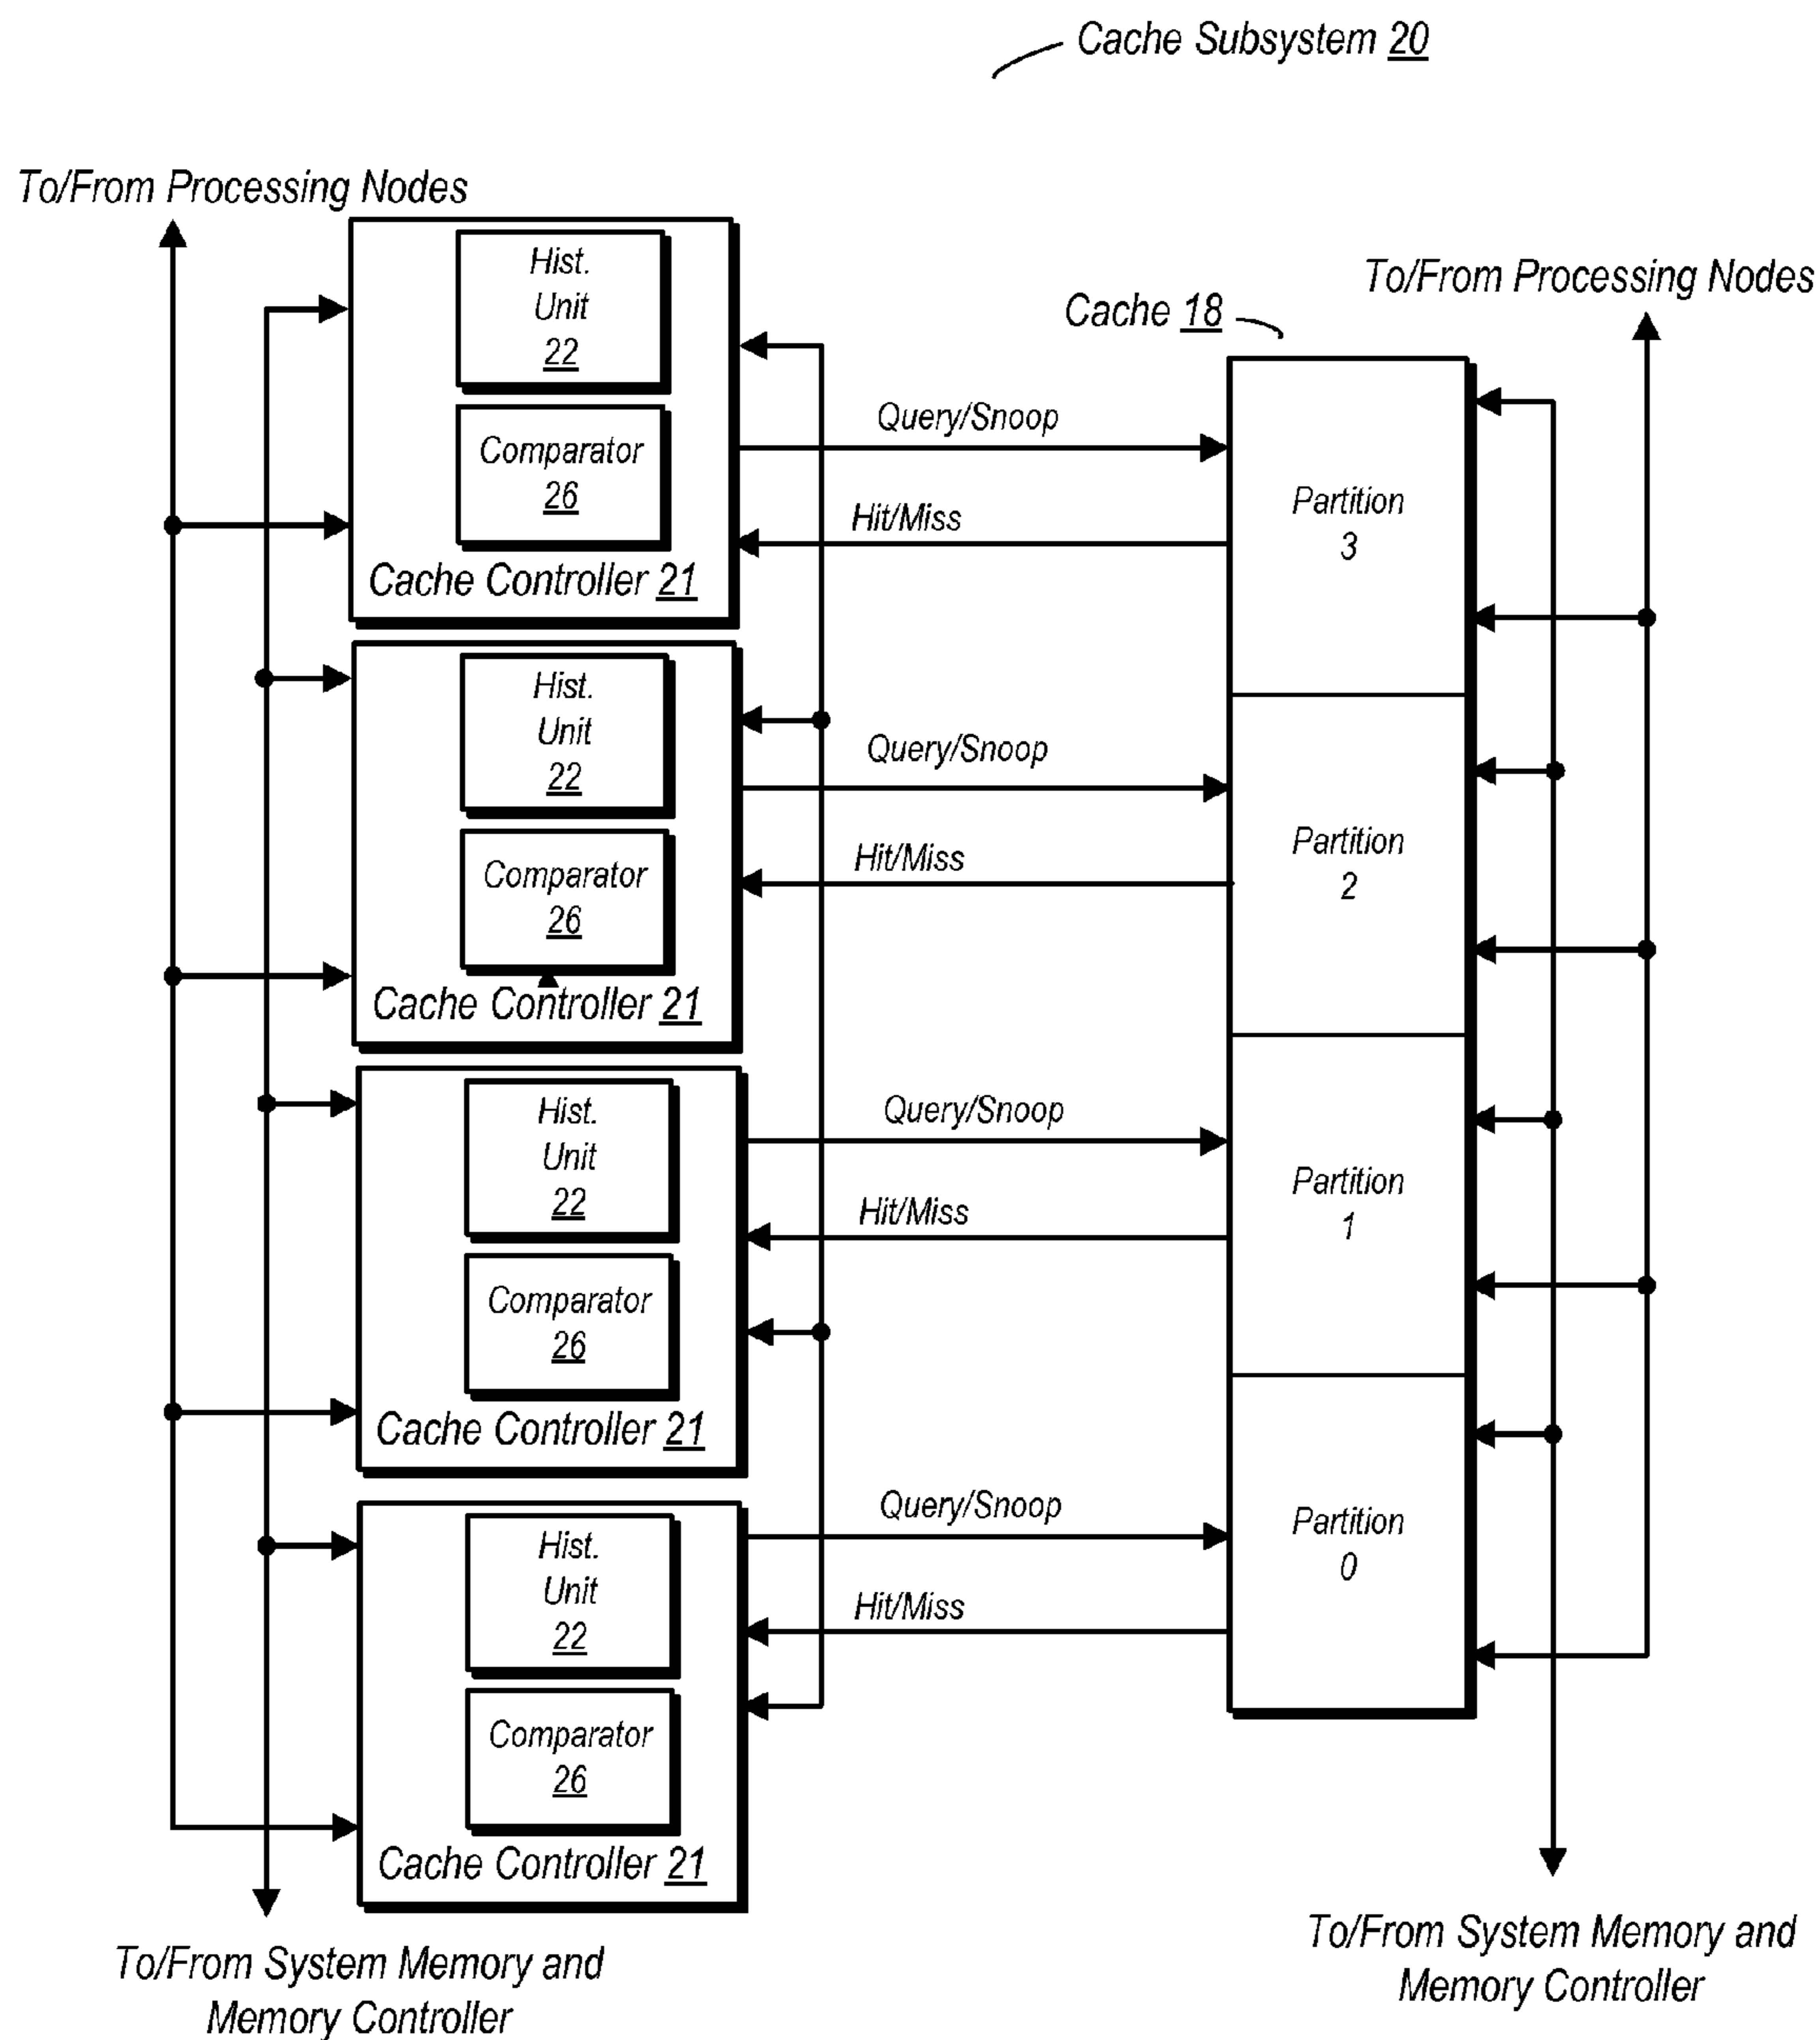 Cache Subsystem 20
To/From Processing Nodes
Hist.
Unit
22
Comparator
26
Cache Controller 21
Query/Snoop
Hit/Miss
Hist.
Unit
22
Comparator
26
Cache Controller 21
Query/Snoop
Hit/Miss
Hist.
Unit
22
Comparator
26
Cache Controller 21
Query/Snoop
Hit/Miss
Hist.
Unit
22
Comparator
26
Cache Controller 21
Query/Snoop
Hit/Miss
To/From System Memory and
Memory Controller
To/From Processing Nodes
Cache 18
Partition
3
Partition
2
Partition
1
Partition
0
To/From System Memory and
Memory Controller